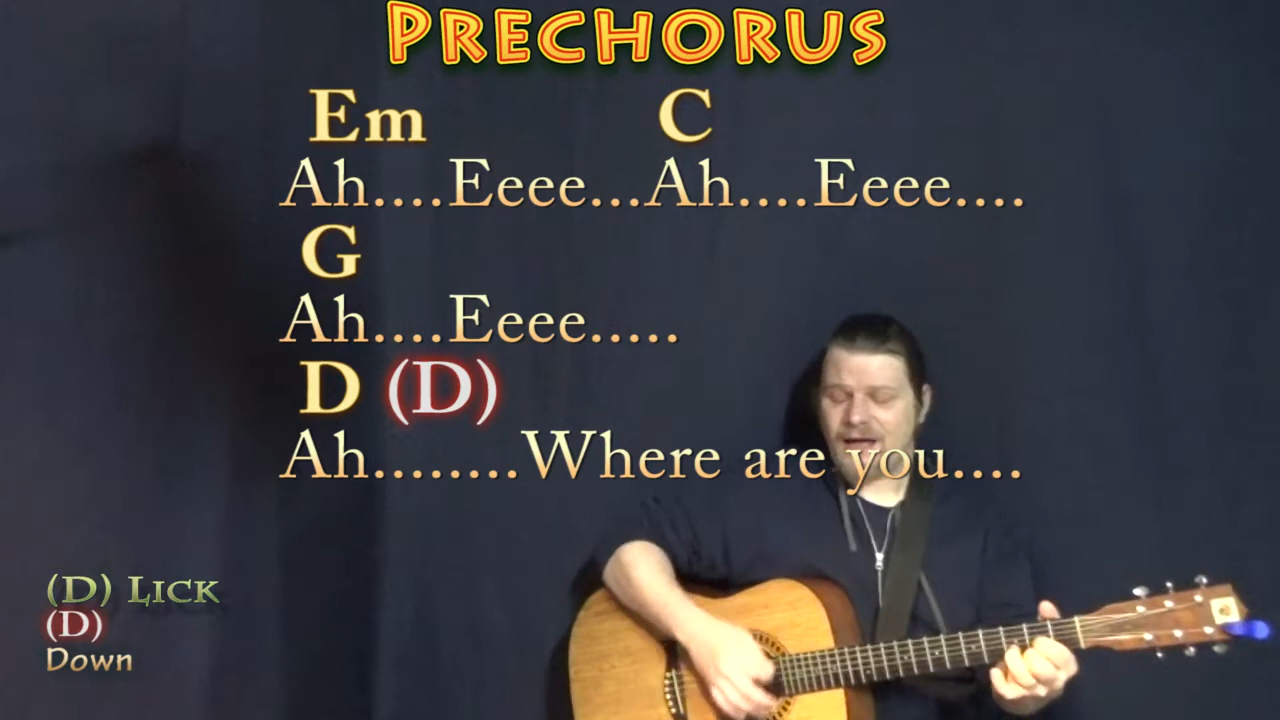 PRECHORUS
Em C
Ah....Eeee...Ah....Eeee....
G
Ah....Eeee.....
D (D)
Ah........Where are you....
(D) LICK
(D)
Down